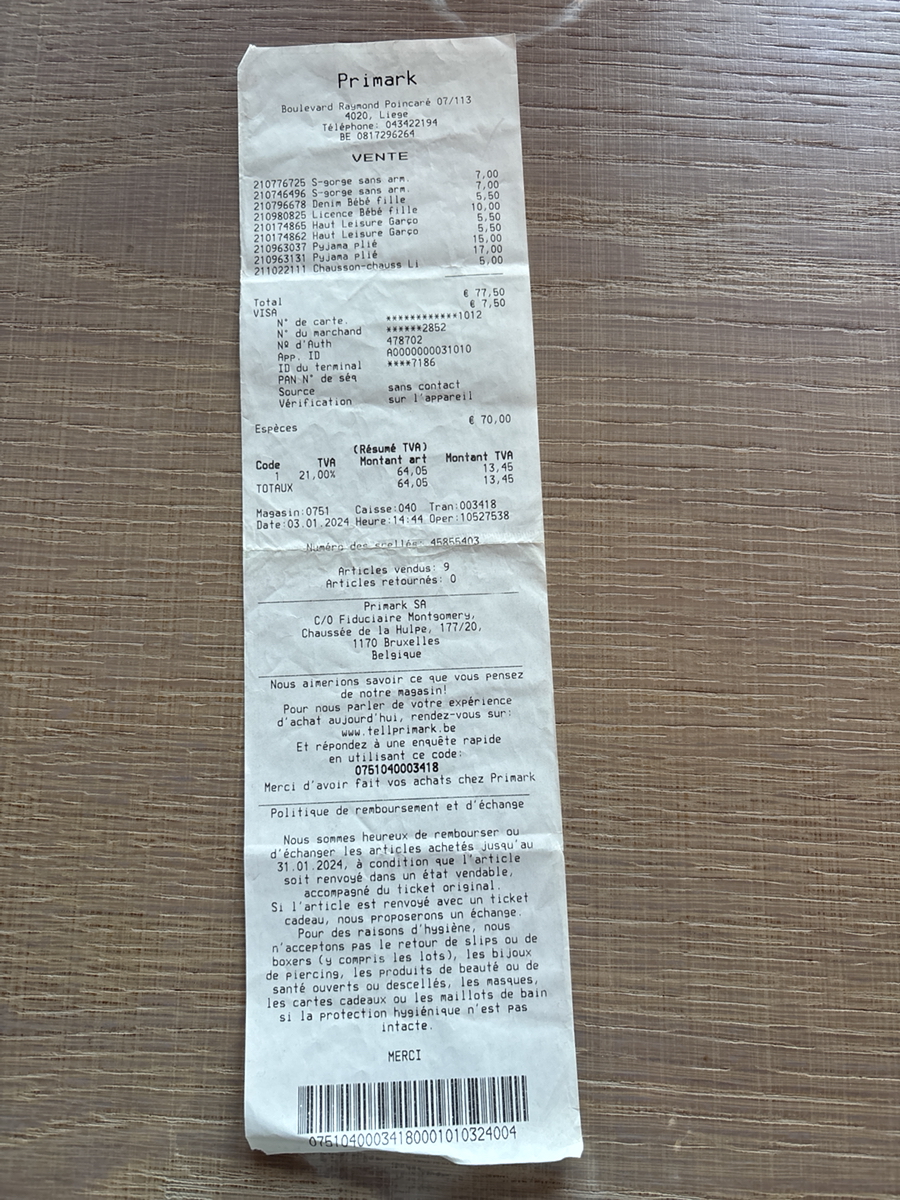 Primark
Boulevard Raymond Poincaré 07/113
4020, Liege
Téléphone: 043422194
BE 0817296264
VENTE
210776725 S-gorge sans arm. 7,00
210746496 S-gorge sans arm. 7,00
210796678 Denim Bébé fille 5,50
210980825 Licence Bébé fille 10,00
210174865 Haut Leisure Garço 5,50
210174862 Haut Leisure Garço 5,50
210963037 Pyjama plié 15,00
210963131 Pyjama plié 17,00
211022111 Chausson-chauss Li 5,00
Total € 77,50
VISA € 7,50
N° de carte. ************1012
N° du marchand ******2852
Nº d'Auth 478702
App. ID A0000000031010
ID du terminal ****7186
PAN N° de séq
Source sans contact
Vérification sur l'appareil
Espèces € 70,00
(Résumé TVA)
Code TVA Montant art Montant TVA
1 21,00% 64,05 13,45
TOTAUX 64,05 13,45
Magasin:0751 Caisse:040 Tran:003418
Date:03.01.2024 Heure:14:44 Oper:10527538
Numéro des scellés: 45855403
Articles vendus: 9
Articles retournés: 0
Primark SA
C/O Fiduciaire Montgomery,
Chaussée de la Hulpe, 177/20,
1170 Bruxelles
Belgique
Nous aimerions savoir ce que vous pensez
de notre magasin!
Pour nous parler de votre expérience
d'achat aujourd'hui, rendez-vous sur:
www.tellprimark.be
Et répondez à une enquête rapide
en utilisant ce code:
0751040003418
Merci d'avoir fait vos achats chez Primark
Politique de remboursement et d'échange
Nous sommes heureux de rembourser ou
d'échanger les articles achetés jusqu'au
31.01.2024, à condition que l'article
soit renvoyé dans un état vendable,
accompagné du ticket original.
Si l'article est renvoyé avec un ticket
cadeau, nous proposerons un échange.
Pour des raisons d'hygiène, nous
n'acceptons pas le retour de slips ou de
boxers (y compris les lots), les bijoux
de piercing, les produits de beauté ou de
santé ouverts ou descellés, les masques,
les cartes cadeaux ou les maillots de bain
si la protection hygiénique n'est pas
intacte.
MERCI
07510400034180001010324004